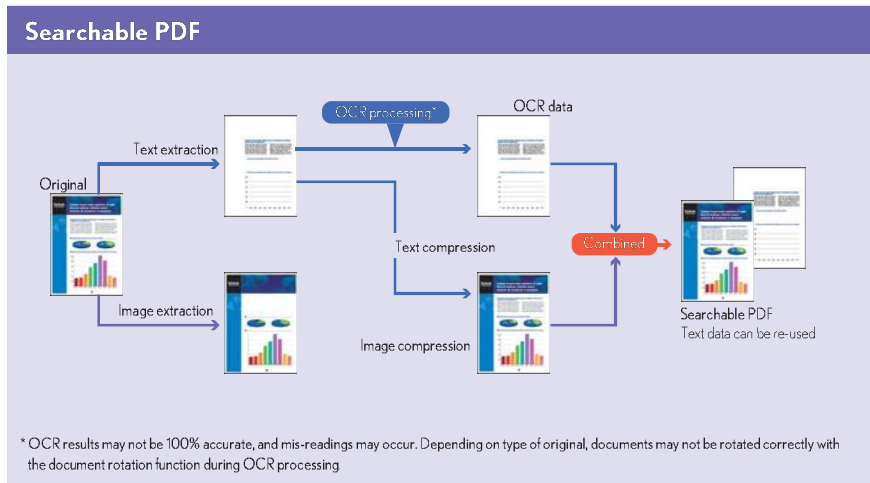 Searchable PDF
OCR processing*
OCR data
Text extraction
Original
Text compression
Combined
Image extraction
Image compression
Searchable PDF
Text data can be re-used
* OCR results may not be 100% accurate, and mis-readings may occur. Depending on type of original, documents may not be rotated correctly with
the document rotation function during OCR processing.